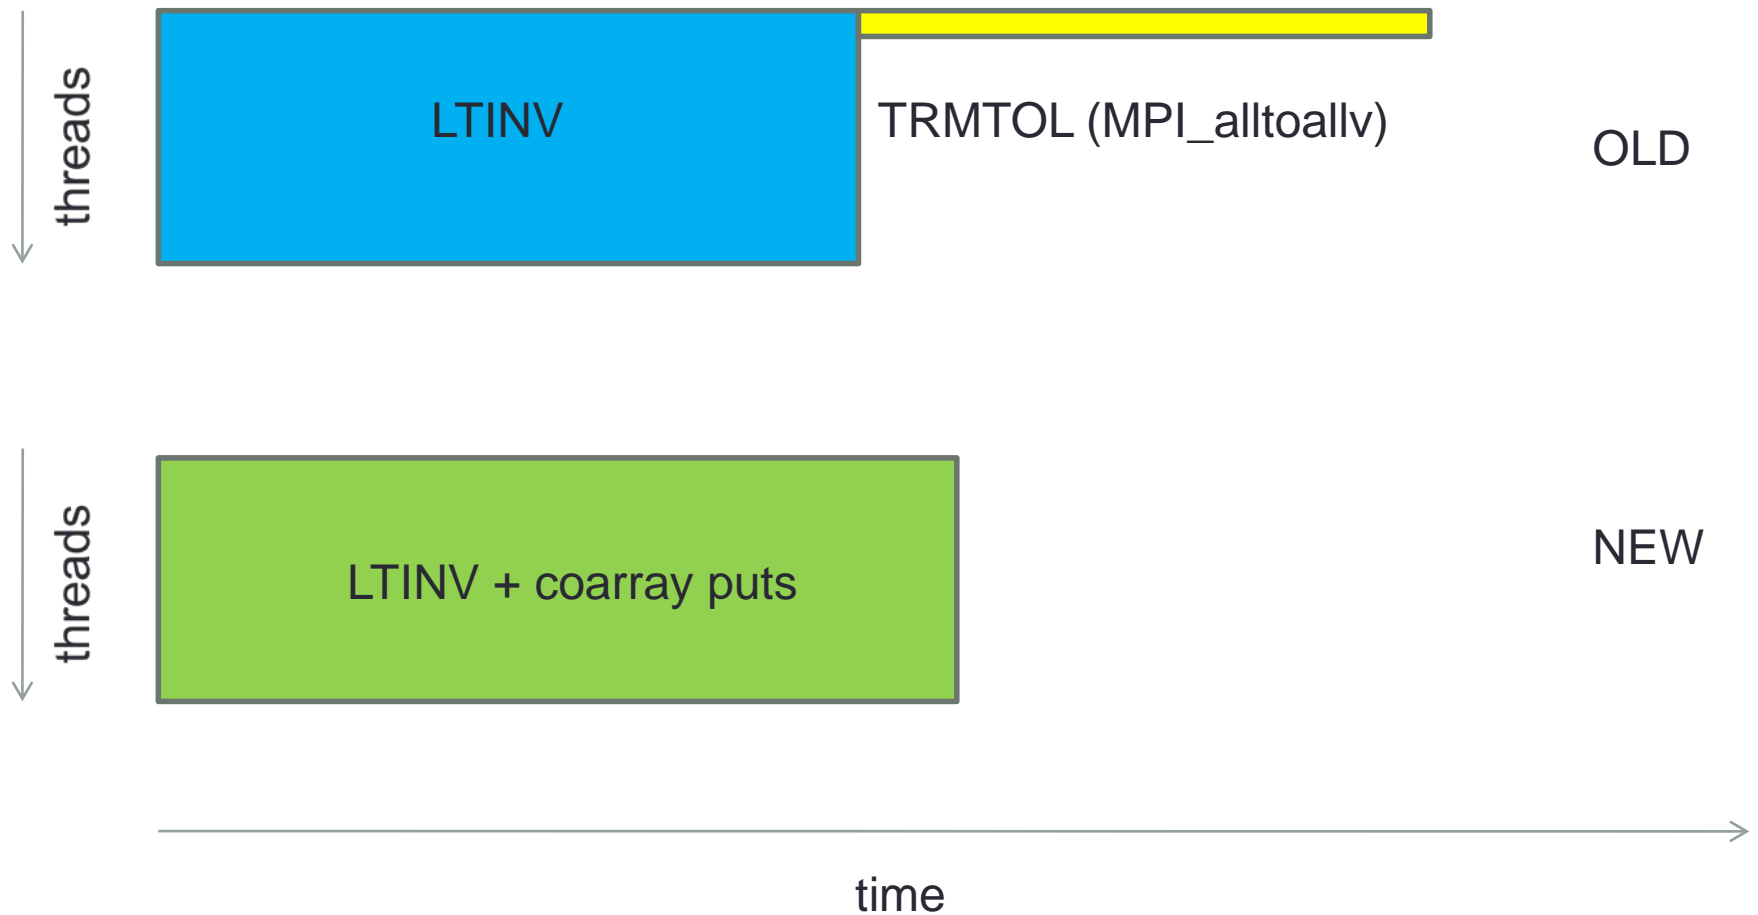 threads
LTINV
TRMTOL (MPI_alltoallv)
OLD
threads
LTINV + coarray puts
NEW
time